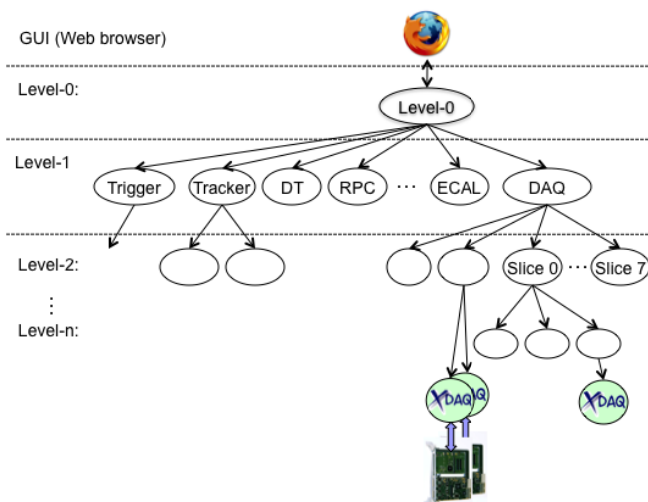 GUI (Web browser)
Level-0:
Level-0
Level-1
Trigger
Tracker
DT
RPC
...
ECAL
DAQ
Level-2:
Slice 0
...
Slice 7
⋮
Level-n:
XDAQ
AQ
XDAQ